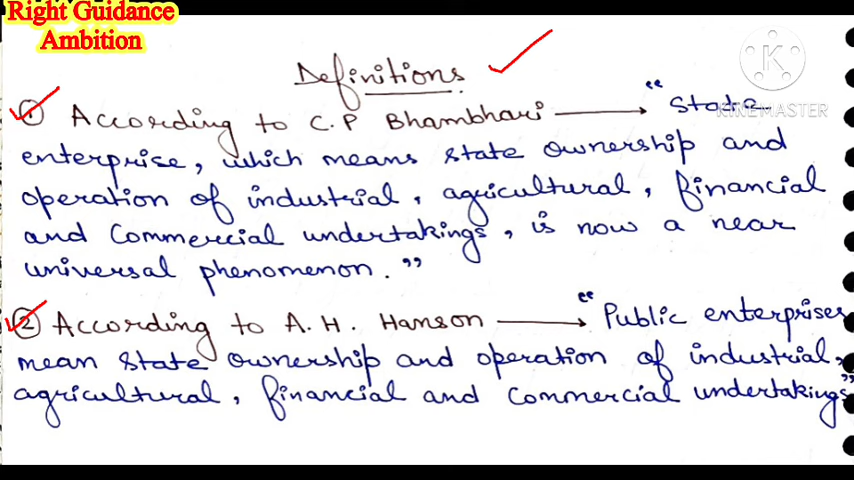 Right Guidance
Ambition
Definitions
① According to C.P Bhambhari → "State
enterprise, which means state ownership and
operation of industrial, agricultural, financial
and commercial undertakings, is now a near
universal phenomenon."
② According to A. H. Hanson → "Public enterprises
mean state ownership and operation of industrial,
agricultural, financial and commercial undertakings"
K
KINEMASTER